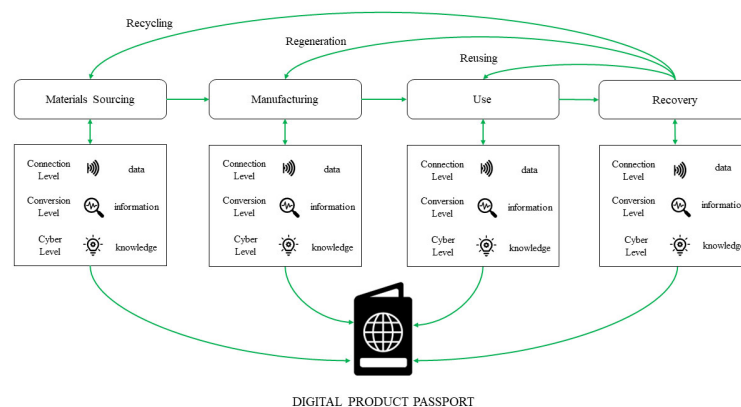 Recycling
Regeneration
Reusing
Materials Sourcing
Manufacturing
Use
Recovery
Connection
Level
data
Conversion
Level
information
Cyber
Level
knowledge
Connection
Level
data
Conversion
Level
information
Cyber
Level
knowledge
Connection
Level
data
Conversion
Level
information
Cyber
Level
knowledge
Connection
Level
data
Conversion
Level
information
Cyber
Level
knowledge
DIGITAL PRODUCT PASSPORT